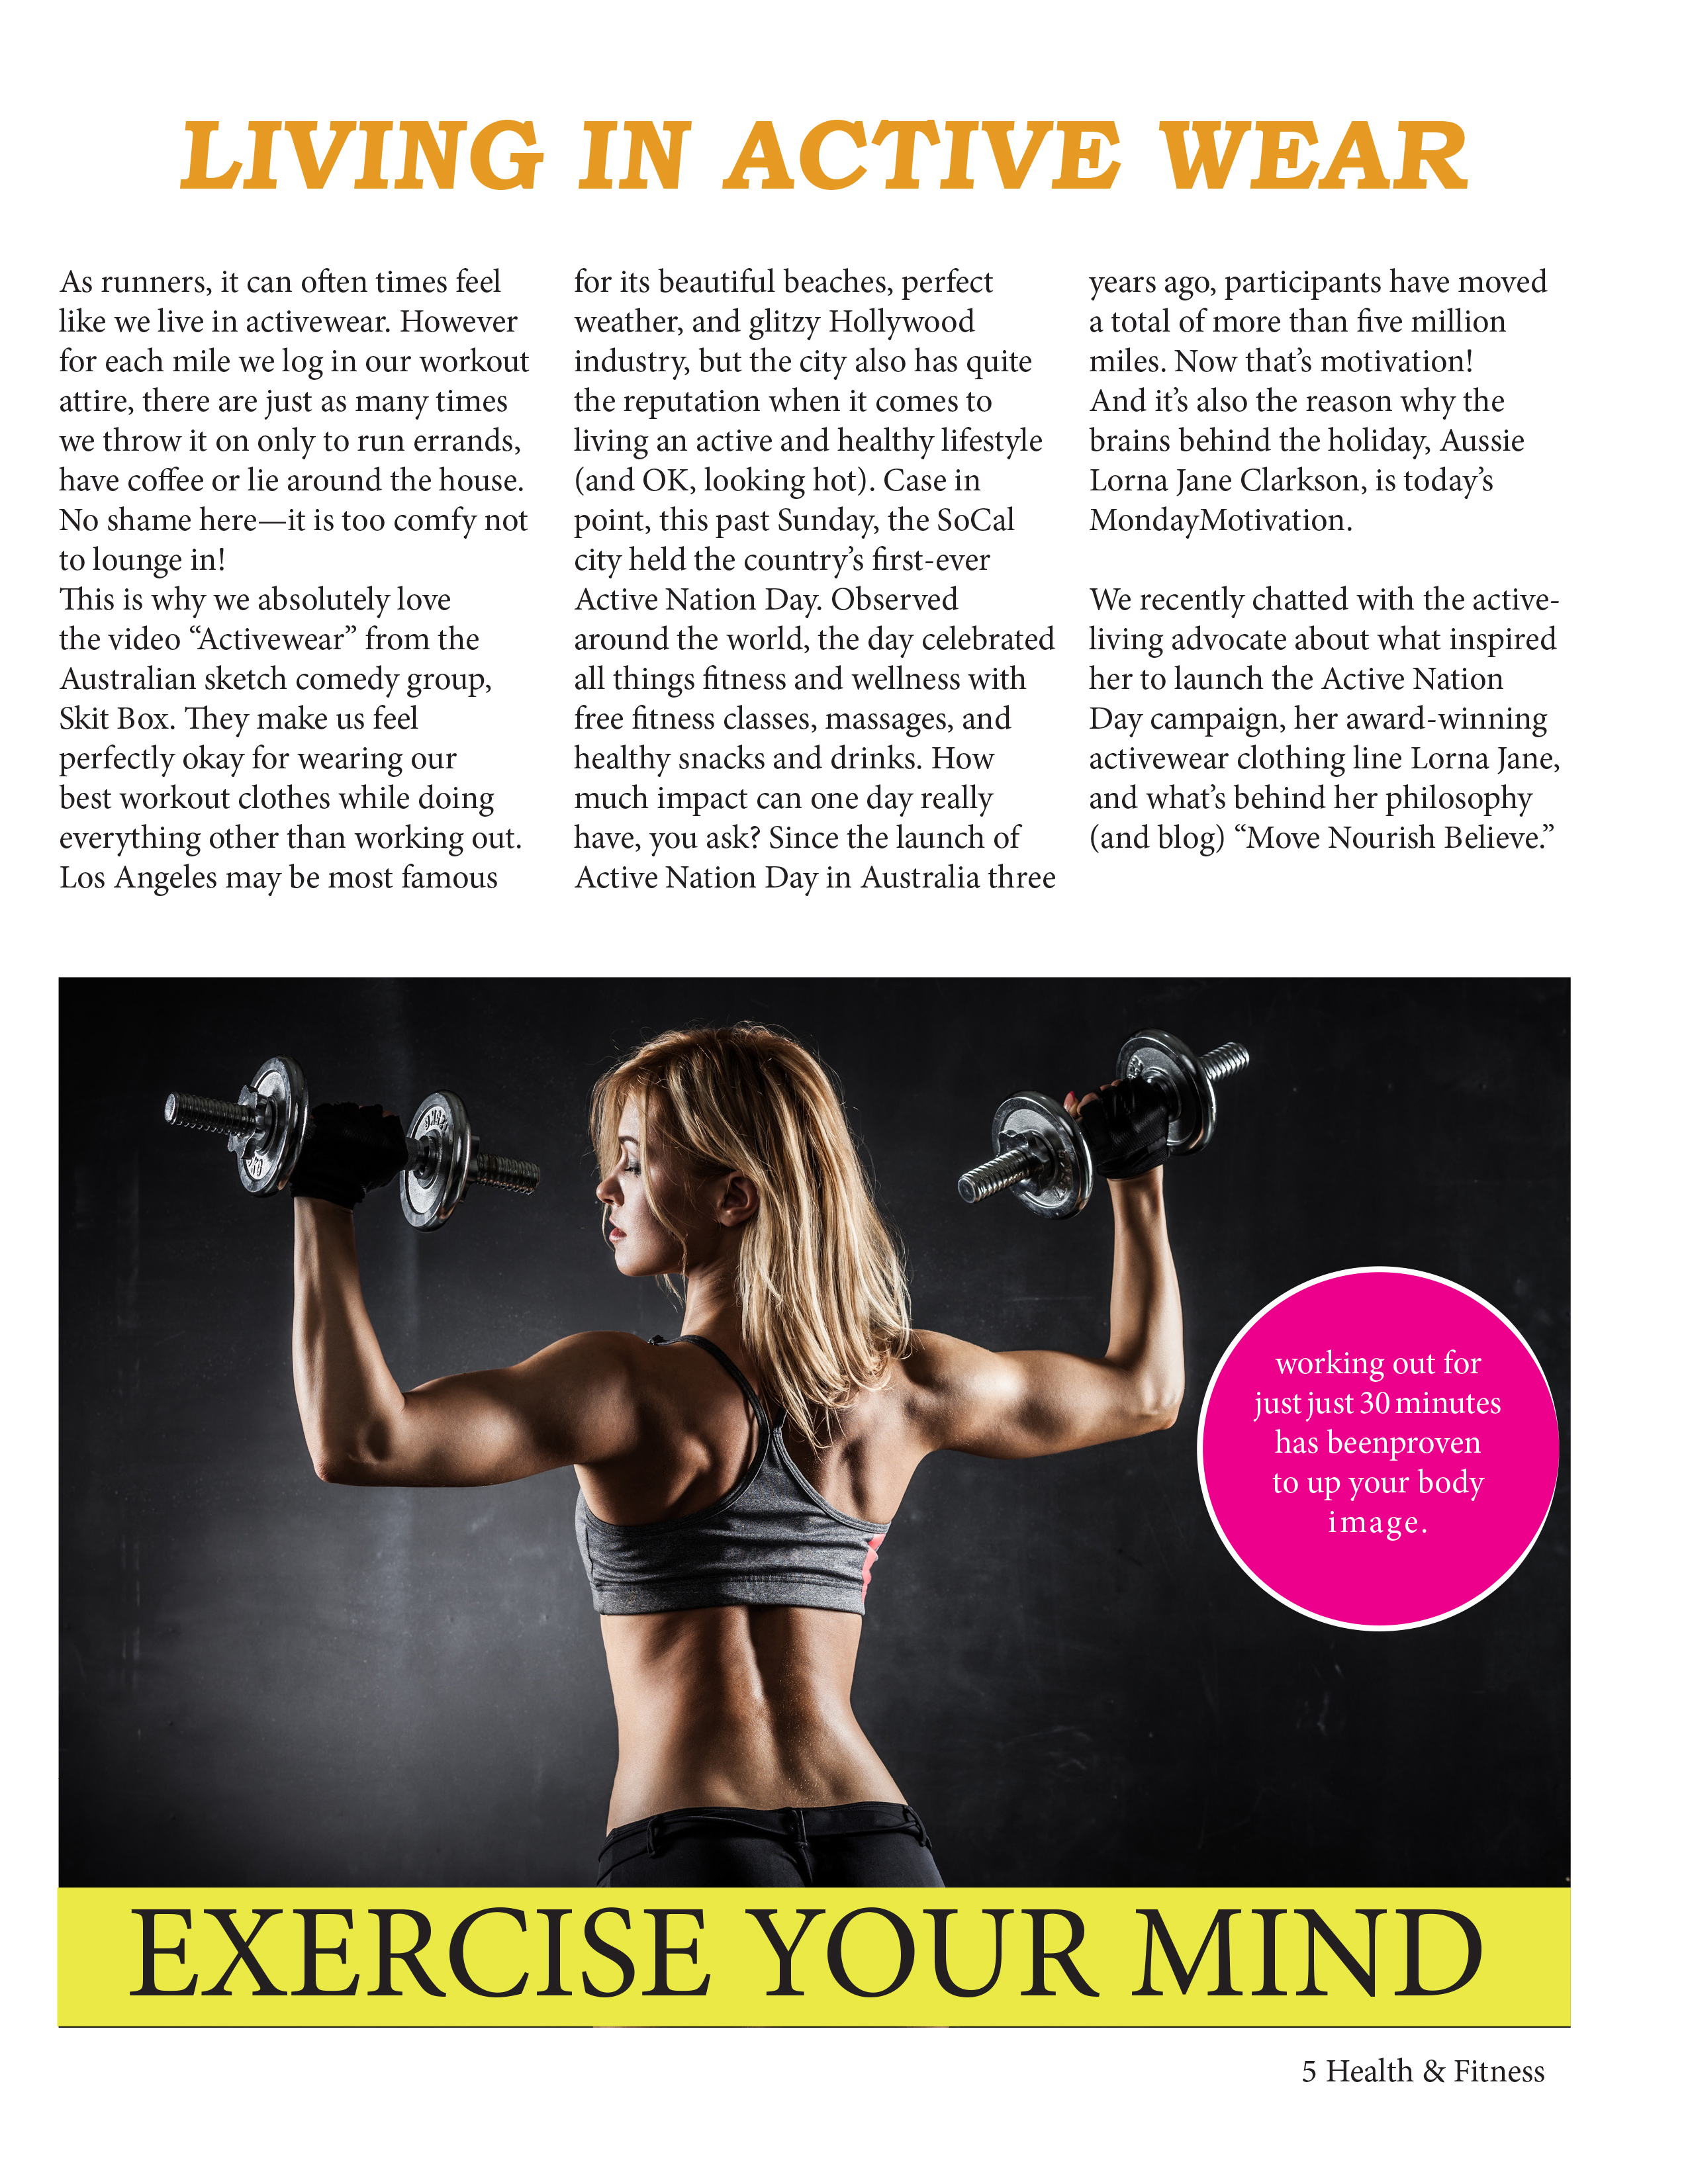 LIVING IN ACTIVE WEAR
As runners, it can often times feel
like we live in activewear. However
for each mile we log in our workout
attire, there are just as many times
we throw it on only to run errands,
have coffee or lie around the house.
No shame here—it is too comfy not
to lounge in!
This is why we absolutely love
the video “Activewear” from the
Australian sketch comedy group,
Skit Box. They make us feel
perfectly okay for wearing our
best workout clothes while doing
everything other than working out.
Los Angeles may be most famous
for its beautiful beaches, perfect
weather, and glitzy Hollywood
industry, but the city also has quite
the reputation when it comes to
living an active and healthy lifestyle
(and OK, looking hot). Case in
point, this past Sunday, the SoCal
city held the country’s first-ever
Active Nation Day. Observed
around the world, the day celebrated
all things fitness and wellness with
free fitness classes, massages, and
healthy snacks and drinks. How
much impact can one day really
have, you ask? Since the launch of
Active Nation Day in Australia three
years ago, participants have moved
a total of more than five million
miles. Now that’s motivation!
And it’s also the reason why the
brains behind the holiday, Aussie
Lorna Jane Clarkson, is today’s
MondayMotivation.
We recently chatted with the active-
living advocate about what inspired
her to launch the Active Nation
Day campaign, her award-winning
activewear clothing line Lorna Jane,
and what’s behind her philosophy
(and blog) “Move Nourish Believe.”
working out for
just just 30 minutes
has beenproven
to up your body
image.
EXERCISE YOUR MIND
5 Health & Fitness